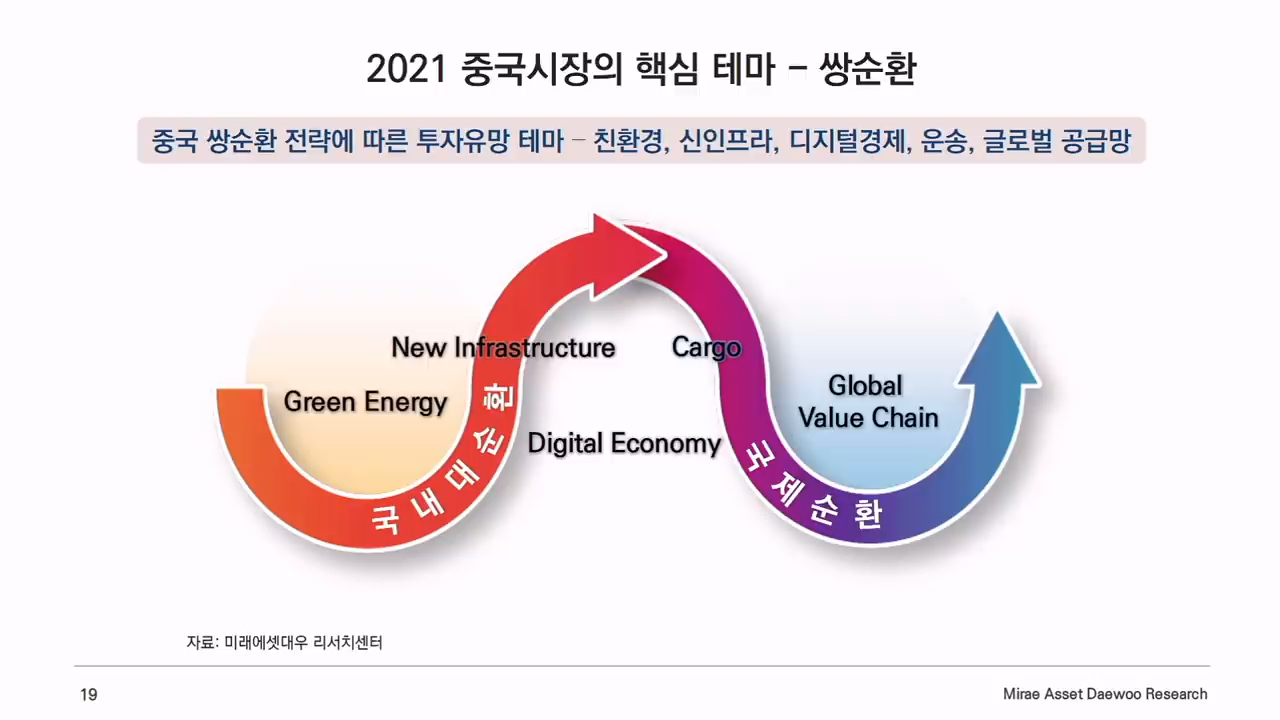 2021 중국시장의 핵심 테마 – 쌍순환
중국 쌍순환 전략에 따른 투자유망 테마 – 친환경, 신인프라, 디지털경제, 운송, 글로벌 공급망
New Infrastructure
Cargo
Green Energy
Global
Value Chain
Digital Economy
국내대순환
국제순환
자료: 미래에셋대우 리서치센터
19
Mirae Asset Daewoo Research